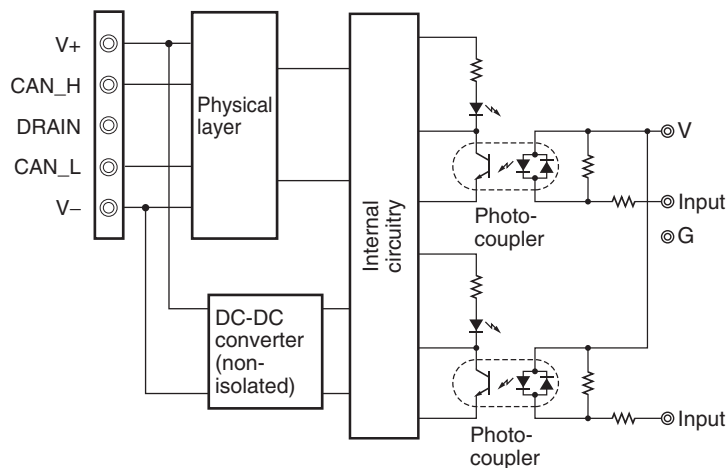 V+
CAN_H
DRAIN
CAN_L
V−
Physical
layer
DC-DC
converter
(non-
isolated)
Internal
circuitry
Photo-
coupler
V
Input
G
Photo-
coupler
Input